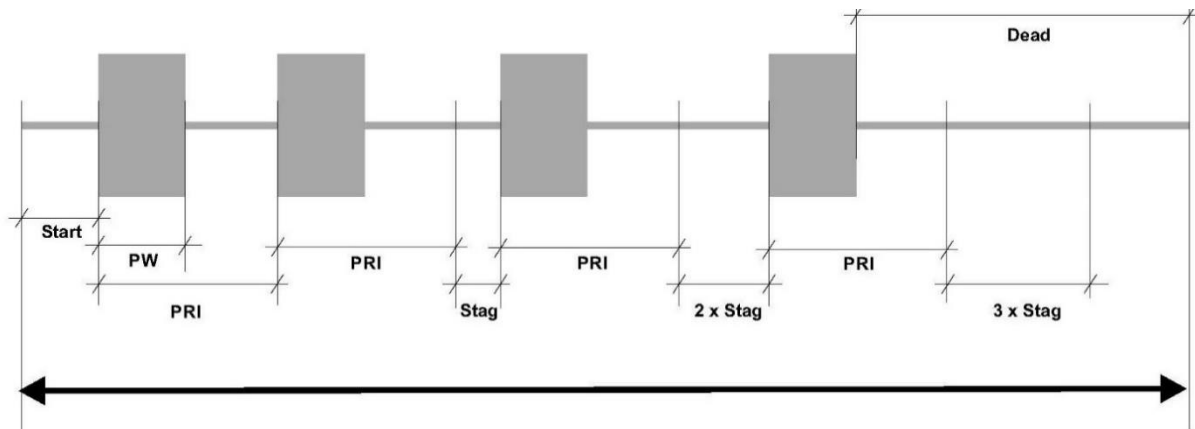 Dead
Start
PW
PRI
PRI
Stag
PRI
2 x Stag
PRI
3 x Stag